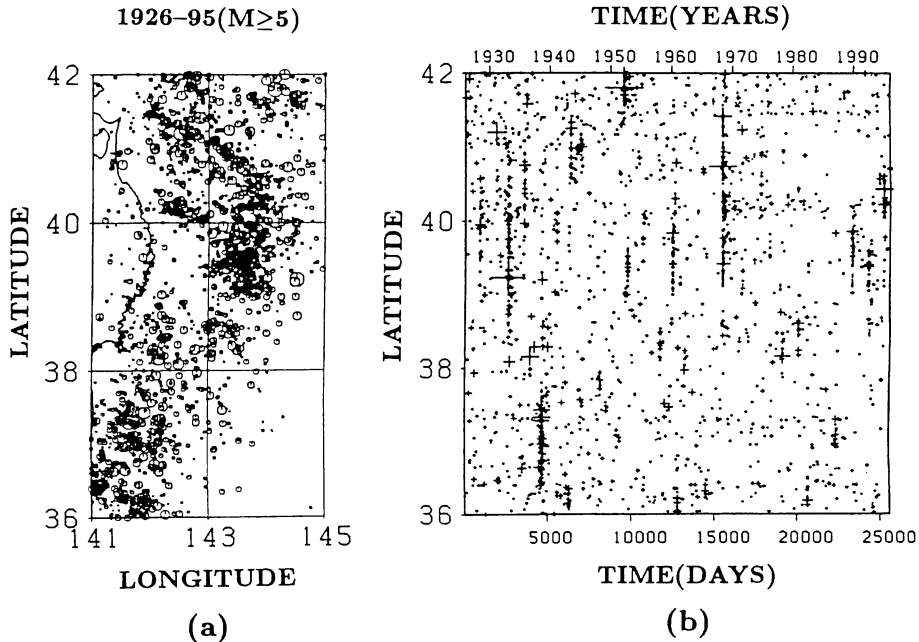 1926–95(M≥5)
42
40
38
36
LATITUDE
141 143 145
LONGITUDE
(a)
TIME(YEARS)
1930 1940 1950 1960 1970 1980 1990
42
40
38
36
LATITUDE
5000 10000 15000 20000 25000
TIME(DAYS)
(b)